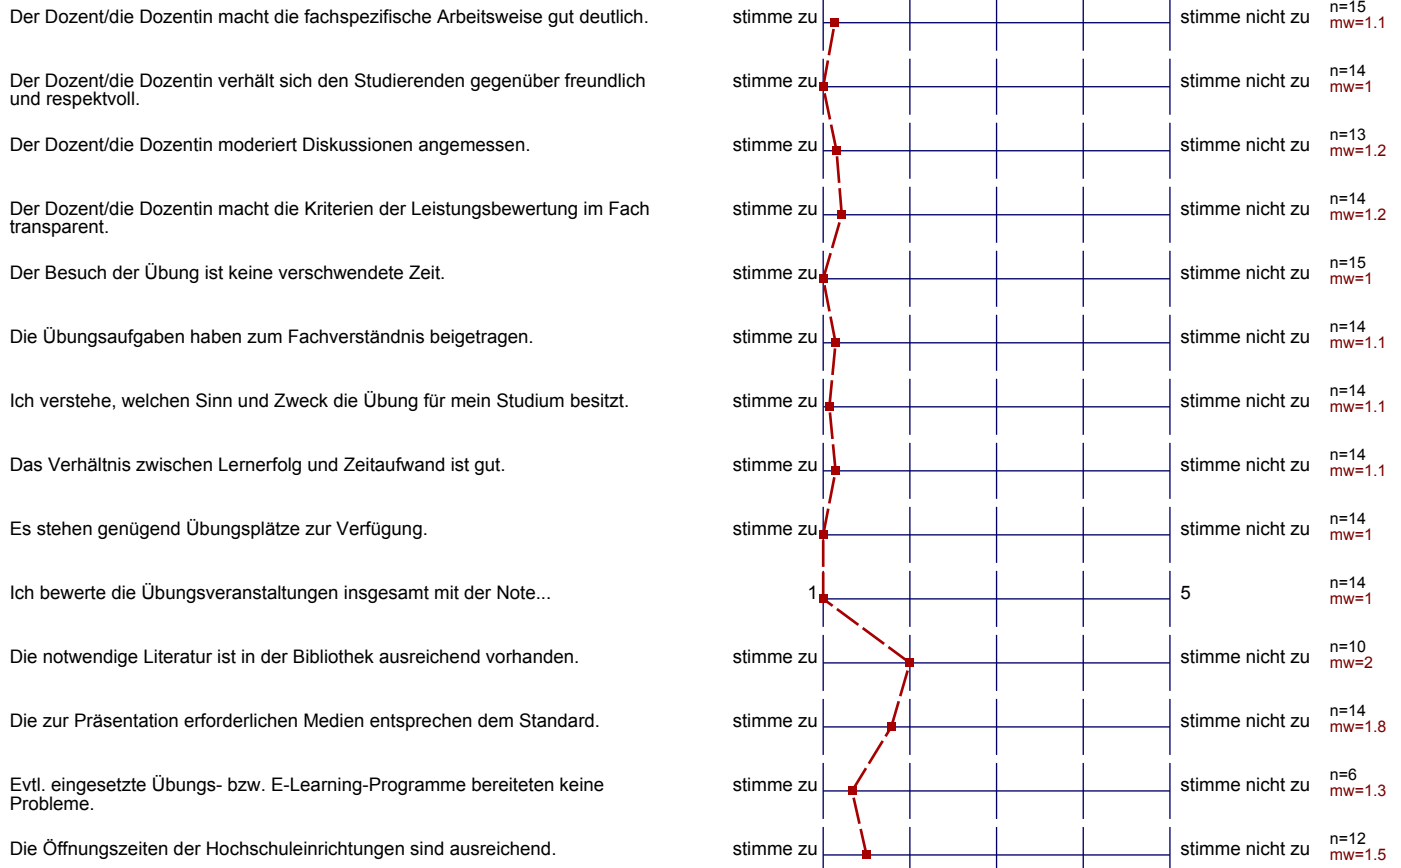 Der Dozent/die Dozentin macht die fachspezifische Arbeitsweise gut deutlich. stimme zu stimme nicht zu n=15
mw=1.1
Der Dozent/die Dozentin verhält sich den Studierenden gegenüber freundlich stimme zu stimme nicht zu n=14
und respektvoll. mw=1
Der Dozent/die Dozentin moderiert Diskussionen angemessen. stimme zu stimme nicht zu n=13
mw=1.2
Der Dozent/die Dozentin macht die Kriterien der Leistungsbewertung im Fach stimme zu stimme nicht zu n=14
transparent. mw=1.2
Der Besuch der Übung ist keine verschwendete Zeit. stimme zu stimme nicht zu n=15
mw=1
Die Übungsaufgaben haben zum Fachverständnis beigetragen. stimme zu stimme nicht zu n=14
mw=1.1
Ich verstehe, welchen Sinn und Zweck die Übung für mein Studium besitzt. stimme zu stimme nicht zu n=14
mw=1.1
Das Verhältnis zwischen Lernerfolg und Zeitaufwand ist gut. stimme zu stimme nicht zu n=14
mw=1.1
Es stehen genügend Übungsplätze zur Verfügung. stimme zu stimme nicht zu n=14
mw=1
Ich bewerte die Übungsveranstaltungen insgesamt mit der Note... 1 5 n=14
mw=1
Die notwendige Literatur ist in der Bibliothek ausreichend vorhanden. stimme zu stimme nicht zu n=10
mw=2
Die zur Präsentation erforderlichen Medien entsprechen dem Standard. stimme zu stimme nicht zu n=14
mw=1.8
Evtl. eingesetzte Übungs- bzw. E-Learning-Programme bereiteten keine stimme zu stimme nicht zu n=6
Probleme. mw=1.3
Die Öffnungszeiten der Hochschuleinrichtungen sind ausreichend. stimme zu stimme nicht zu n=12
mw=1.5